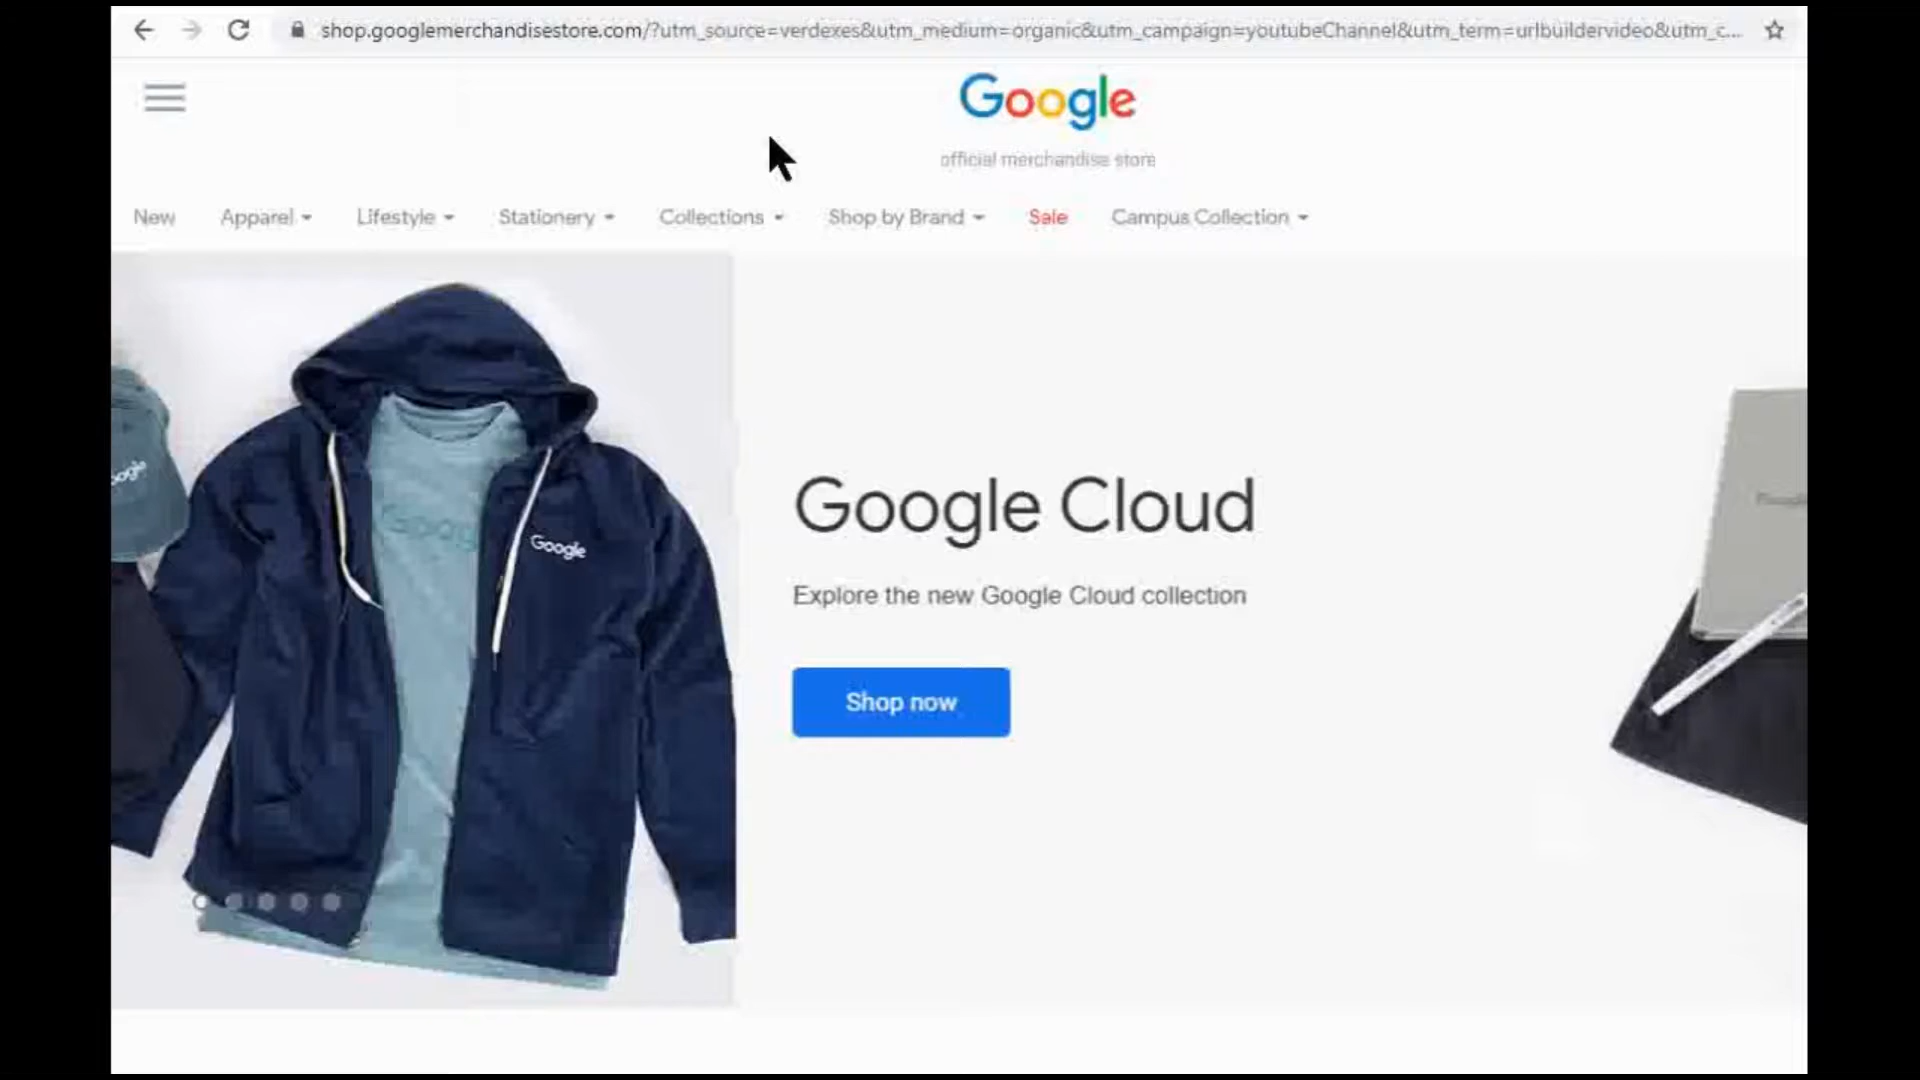 shop.googlemerchandisestore.com/?utm_source=verdexes&utm_medium=organic&utm_campaign=youtubeChannel&utm_term=urlbuildervideo&utm_c...
Google
official merchandise store
New Apparel Lifestyle Stationery Collections Shop by Brand Sale Campus Collection
Google
Google Cloud
Explore the new Google Cloud collection
Shop now